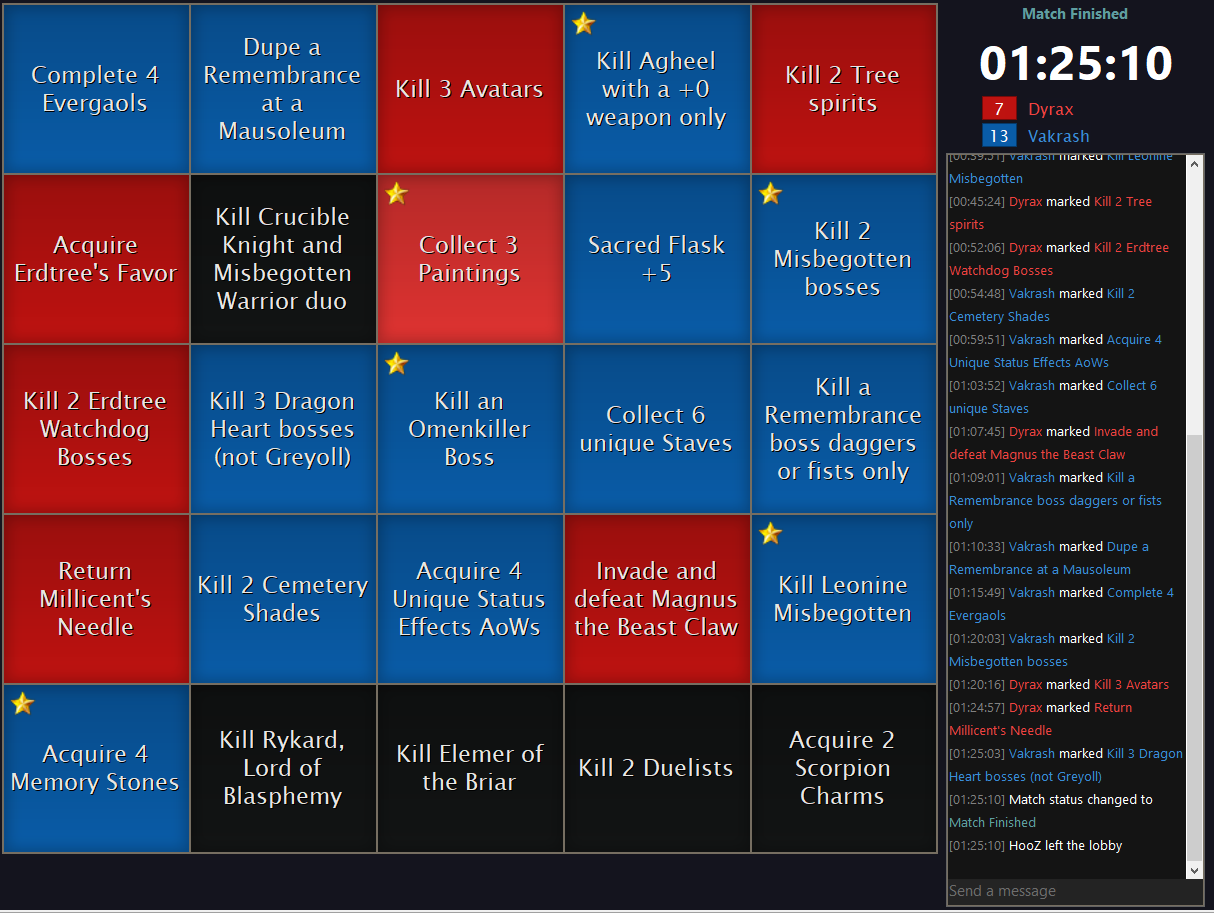 Complete 4
Evergaols
Dupe a
Remembrance
at a
Mausoleum
Kill 3 Avatars
Kill Agheel
with a +0
weapon only
Kill 2 Tree
spirits
Acquire
Erdtree's Favor
Kill Crucible
Knight and
Misbegotten
Warrior duo
Collect 3
Paintings
Sacred Flask
+5
Kill 2
Misbegotten
bosses
Kill 2 Erdtree
Watchdog
Bosses
Kill 3 Dragon
Heart bosses
(not Greyoll)
Kill an
Omenkiller
Boss
Collect 6
unique Staves
Kill a
Remembrance
boss daggers
or fists only
Return
Millicent's
Needle
Kill 2 Cemetery
Shades
Acquire 4
Unique Status
Effects AoWs
Invade and
defeat Magnus
the Beast Claw
Kill Leonine
Misbegotten
Acquire 4
Memory Stones
Kill Rykard,
Lord of
Blasphemy
Kill Elemer of
the Briar
Kill 2 Duelists
Acquire 2
Scorpion
Charms
Match Finished
01:25:10
7 Dyrax
13 Vakrash
[00:39:51] Vakrash marked Kill Leonine
Misbegotten
[00:45:24] Dyrax marked Kill 2 Tree
spirits
[00:52:06] Dyrax marked Kill 2 Erdtree
Watchdog Bosses
[00:54:48] Vakrash marked Kill 2
Cemetery Shades
[00:59:51] Vakrash marked Acquire 4
Unique Status Effects AoWs
[01:03:52] Vakrash marked Collect 6
unique Staves
[01:07:45] Dyrax marked Invade and
defeat Magnus the Beast Claw
[01:09:01] Vakrash marked Kill a
Remembrance boss daggers or fists
only
[01:10:33] Vakrash marked Dupe a
Remembrance at a Mausoleum
[01:15:49] Vakrash marked Complete 4
Evergaols
[01:20:03] Vakrash marked Kill 2
Misbegotten bosses
[01:20:16] Dyrax marked Kill 3 Avatars
[01:24:57] Dyrax marked Return
Millicent's Needle
[01:25:03] Vakrash marked Kill 3 Dragon
Heart bosses (not Greyoll)
[01:25:10] Match status changed to
Match Finished
[01:25:10] HooZ left the lobby
Send a message